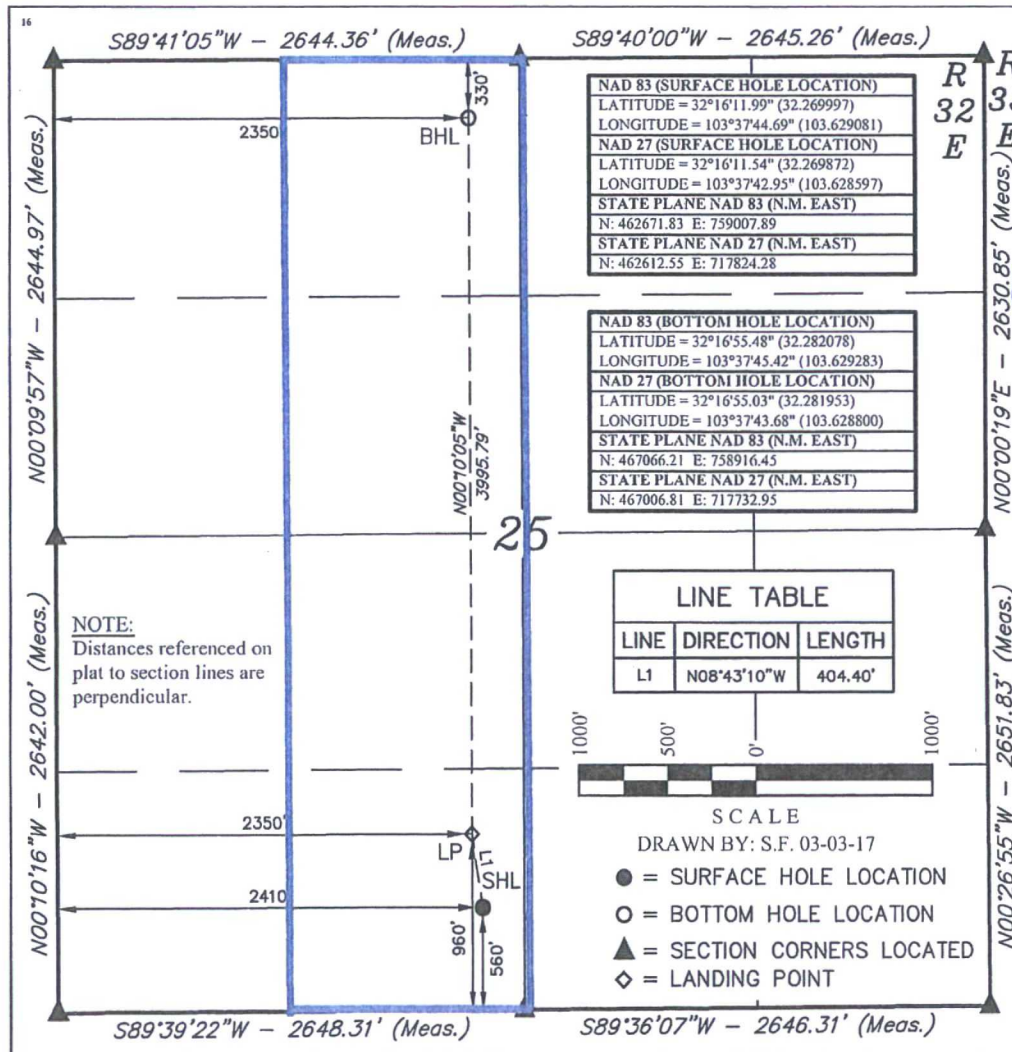 16
S89°41'05"W – 2644.36' (Meas.)
S89°40'00"W – 2645.26' (Meas.)
R
32
E
R
E
330'
2350
BHL
NAD 83 (SURFACE HOLE LOCATION)
LATITUDE = 32°16'11.99" (32.269997)
LONGITUDE = 103°37'44.69" (103.629081)
NAD 27 (SURFACE HOLE LOCATION)
LATITUDE = 32°16'11.54" (32.269872)
LONGITUDE = 103°37'42.95" (103.628597)
STATE PLANE NAD 83 (N.M. EAST)
N: 462671.83 E: 759007.89
STATE PLANE NAD 27 (N.M. EAST)
N: 462612.55 E: 717824.28
N00°09'57"W – 2644.97' (Meas.)
N00°00'19"E – 2630.85' (Meas.)
NAD 83 (BOTTOM HOLE LOCATION)
LATITUDE = 32°16'55.48" (32.282078)
LONGITUDE = 103°37'45.42" (103.629283)
NAD 27 (BOTTOM HOLE LOCATION)
LATITUDE = 32°16'55.03" (32.281953)
LONGITUDE = 103°37'43.68" (103.628800)
STATE PLANE NAD 83 (N.M. EAST)
N: 467066.21 E: 758916.45
STATE PLANE NAD 27 (N.M. EAST)
N: 467006.81 E: 717732.95
N00°10'05"W
3995.79'
25
NOTE:
Distances referenced on
plat to section lines are
perpendicular.
LINE TABLE
LINE DIRECTION LENGTH
L1 N08°43'10"W 404.40'
N00°10'16"W – 2642.00' (Meas.)
N00°26'55"W – 2651.83' (Meas.)
1000' 500' 0' 1000'
SCALE
DRAWN BY: S.F. 03-03-17
2350'
LP
L1
SHL
2410
960'
560'
= SURFACE HOLE LOCATION
= BOTTOM HOLE LOCATION
= SECTION CORNERS LOCATED
= LANDING POINT
S89°39'22"W – 2648.31' (Meas.)
S89°36'07"W – 2646.31' (Meas.)